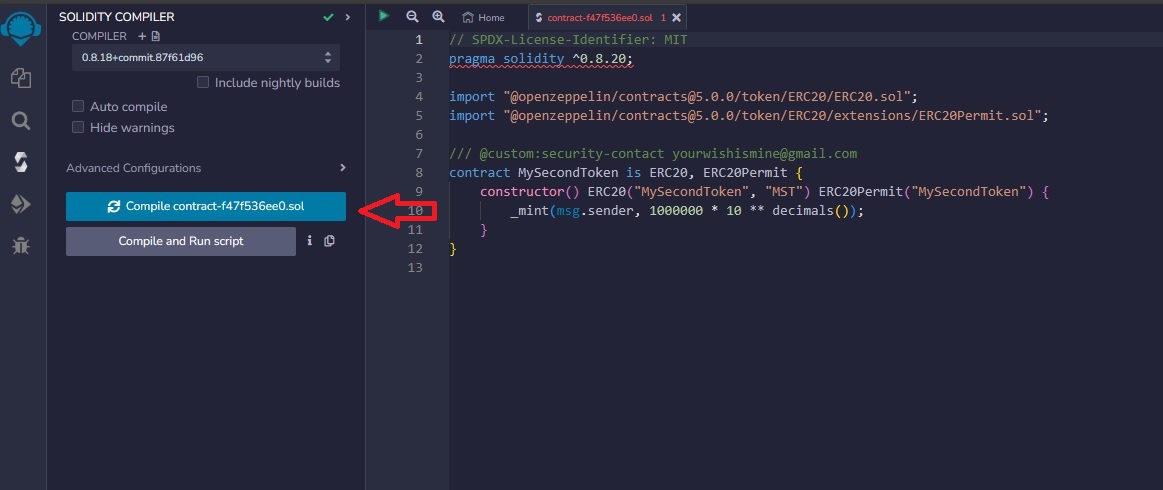 SOLIDITY COMPILER
COMPILER +
0.8.18+commit.87f61d96
Include nightly builds
Auto compile
Hide warnings
Advanced Configurations
Compile contract-f47f536ee0.sol
Compile and Run script
Home
contract-f47f536ee0.sol 1
1 // SPDX-License-Identifier: MIT
2 pragma solidity ^0.8.20;
3
4 import "@openzeppelin/contracts@5.0.0/token/ERC20/ERC20.sol";
5 import "@openzeppelin/contracts@5.0.0/token/ERC20/extensions/ERC20Permit.sol";
6
7 /// @custom:security-contact yourwishismine@gmail.com
8 contract MySecondToken is ERC20, ERC20Permit {
9 constructor() ERC20("MySecondToken", "MST") ERC20Permit("MySecondToken") {
10 _mint(msg.sender, 1000000 * 10 ** decimals());
11 }
12 }
13